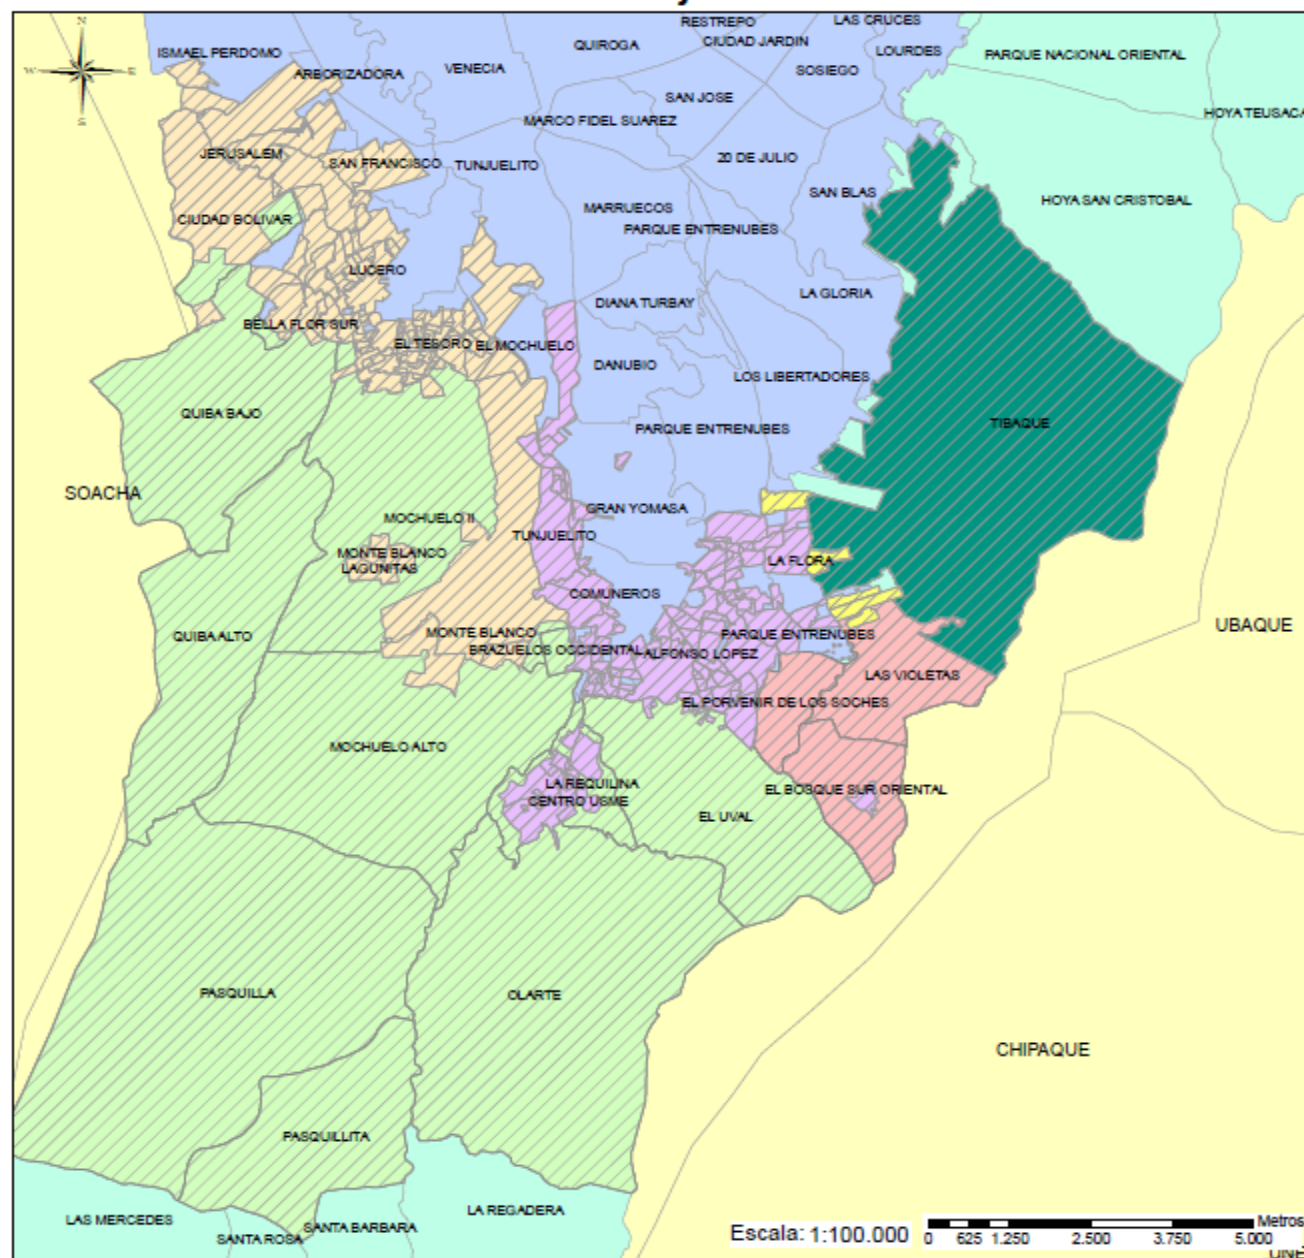 RESTREPO
LAS CRUCES
N
ISMAEL PERDOMO
QUIROGA
CIUDAD JARDIN
LOURDES
PARQUE NACIONAL ORIENTAL
W
E
ARBORIZADORA
VENECIA
SOSIEGO
S
SAN JOSE
HOYA TEUSACA
MARCO FIDEL SUAREZ
JERUSALEM
SAN FRANCISCO
TUNJUELITO
20 DE JULIO
SAN BLAS
HOYA SAN CRISTOBAL
CIUDAD BOLIVAR
MARRUECOS
PARQUE ENTRENUBES
LUCERO
LA GLORIA
DIANA TURBAY
BELLA FLOR SUR
EL TESORO
EL MOCHUELO
DANUBIO
LOS LIBERTADORES
QUIBA BAJO
PARQUE ENTRENUBES
TIBAQUE
SOACHA
MOCHUELO II
GRAN YOMASA
TUNJUELITO
MONTE BLANCO
LAGUNITAS
LA FLORA
COMUNEROS
QUIBA ALTO
MONTE BLANCO
PARQUE ENTRENUBES
UBAQUE
BRAZUELOS OCCIDENTAL
ALFONSO LOPEZ
LAS VIOLETAS
EL PORVENIR DE LOS SOCHES
MOCHUELO ALTO
LA REQUILINA
EL BOSQUE SUR ORIENTAL
CENTRO USME
EL UVAL
PASQUILLA
OLARTE
CHIPAQUE
PASQUILLITA
LAS MERCEDES
SANTA ROSA
SANTA BARBARA
LA REGADERA
Escala: 1:100.000
Metros
0 625 1.250 2.500 3.750 5.000